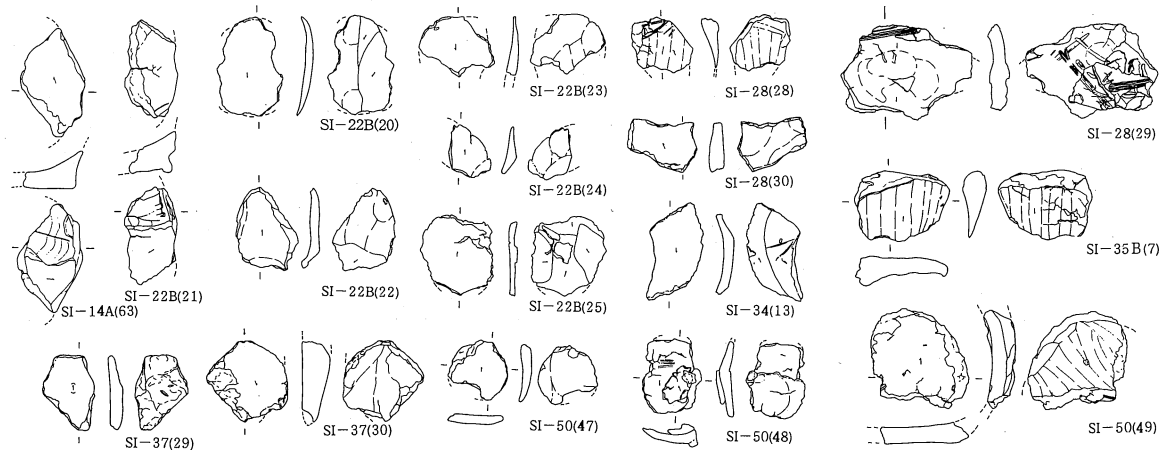 SI-22B(20)
SI-22B(23)
SI-28(28)
SI-28(29)
SI-22B(24)
SI-28(30)
SI-14A(63)
SI-22B(21)
SI-22B(22)
SI-22B(25)
SI-34(13)
SI-35B(7)
SI-37(29)
SI-37(30)
SI-50(47)
SI-50(48)
SI-50(49)